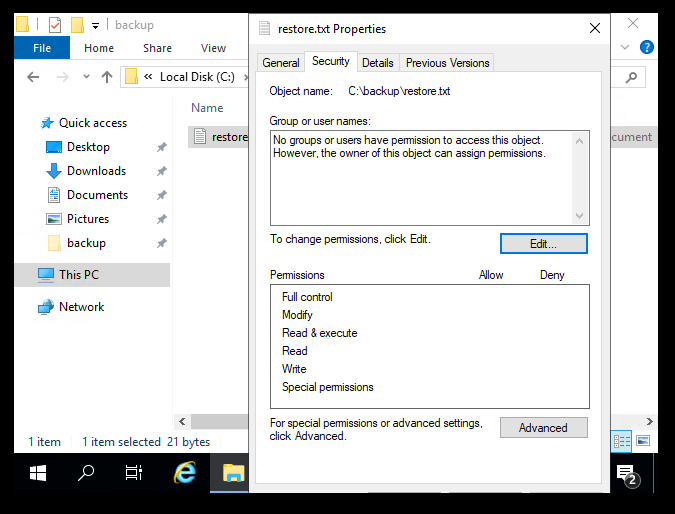 backup
restore.txt Properties
File
Home
Share
View
Local Disk (C:)
General
Security
Details
Previous Versions
Object name:
C:\backup\restore.txt
Name
Quick access
Desktop
Downloads
Documents
Pictures
backup
This PC
Network
restore
Group or user names:
No groups or users have permission to access this object.
However, the owner of this object can assign permissions.
cument
To change permissions, click Edit.
Edit...
Permissions
Allow
Deny
Full control
Modify
Read & execute
Read
Write
Special permissions
For special permissions or advanced settings,
click Advanced.
Advanced
1 item
1 item selected
21 bytes
2